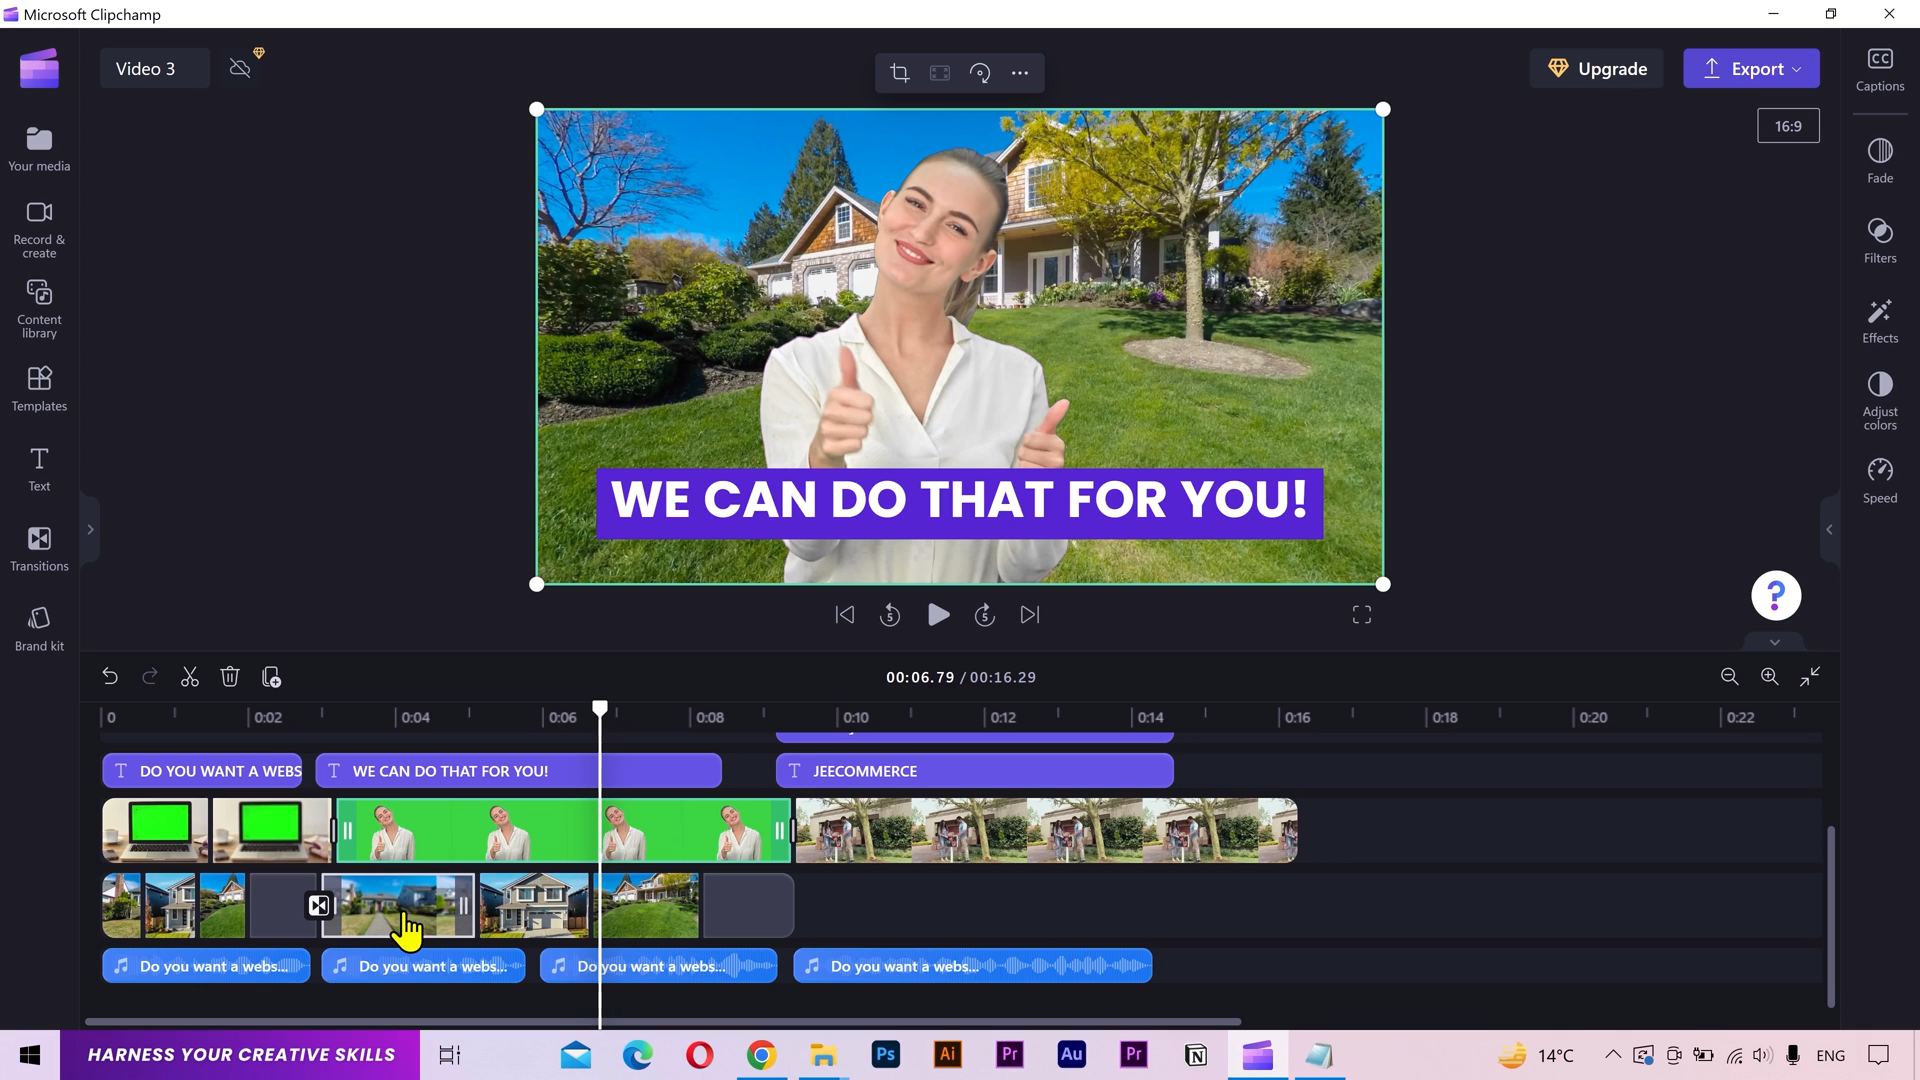 Microsoft Clipchamp
Video 3
Upgrade
Export
CC
Captions
16:9
Your media
Fade
Record &
create
Filters
Content
library
Effects
Templates
Adjust
colors
Text
Speed
WE CAN DO THAT FOR YOU!
Transitions
?
5
5
Brand kit
00:06.79 / 00:16.29
0
0:02
0:04
0:06
0:08
0:10
0:12
0:14
0:16
0:18
0:20
0:22
T DO YOU WANT A WEBS
T WE CAN DO THAT FOR YOU!
T JEECOMMERCE
Do you want a webs...
Do you want a webs...
Do you want a webs...
Do you want a webs...
HARNESS YOUR CREATIVE SKILLS
Ps
Ai
Pr
Au
Pr
N
14°C
ENG